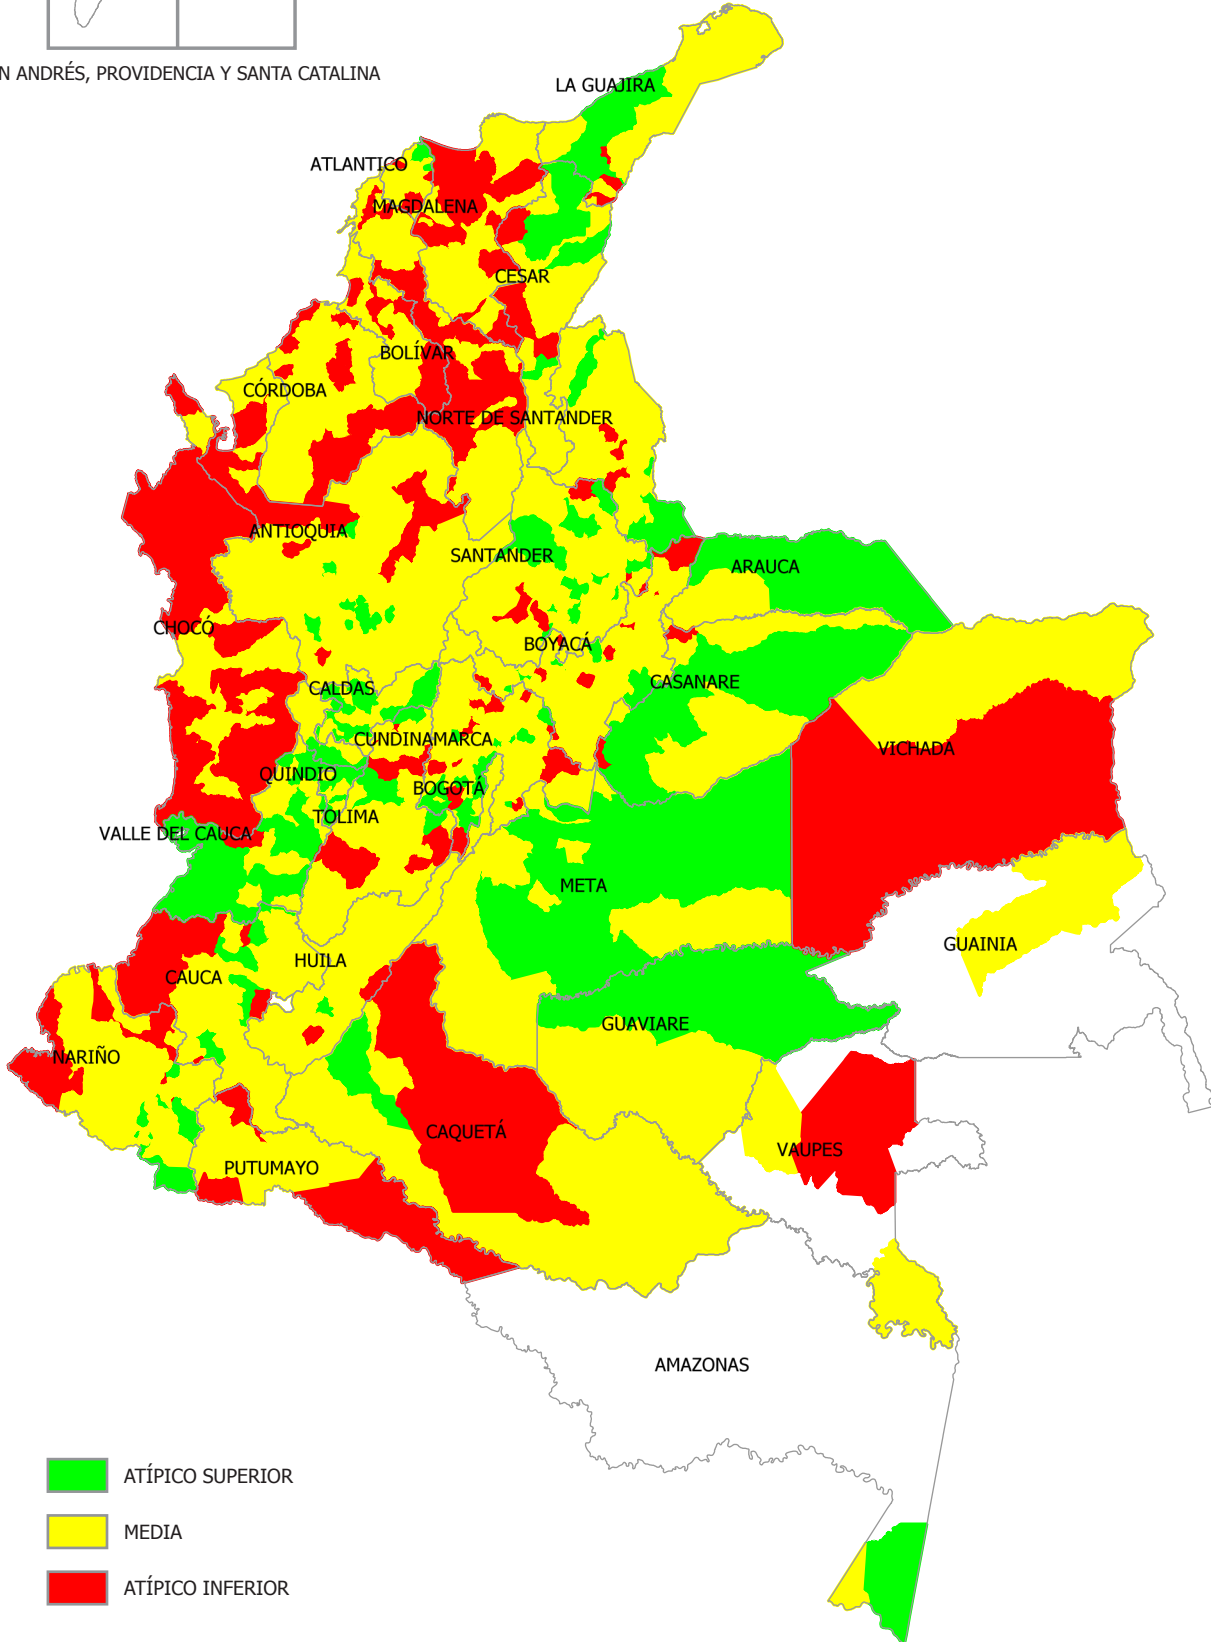 N ANDRÉS, PROVIDENCIA Y SANTA CATALINA
LA GUAJIRA
ATLANTICO
MAGDALENA
CESAR
BOLÍVAR
CÓRDOBA
NORTE DE SANTANDER
ANTIOQUIA
SANTANDER
ARAUCA
CHOCÓ
BOYACÁ
CASANARE
CALDAS
CUNDINAMARCA
VICHADA
QUINDIO
BOGOTÁ
TOLIMA
VALLE DEL CAUCA
META
GUAINIA
HUILA
CAUCA
GUAVIARE
NARIÑO
CAQUETÁ
VAUPES
PUTUMAYO
AMAZONAS
ATÍPICO SUPERIOR
MEDIA
ATÍPICO INFERIOR